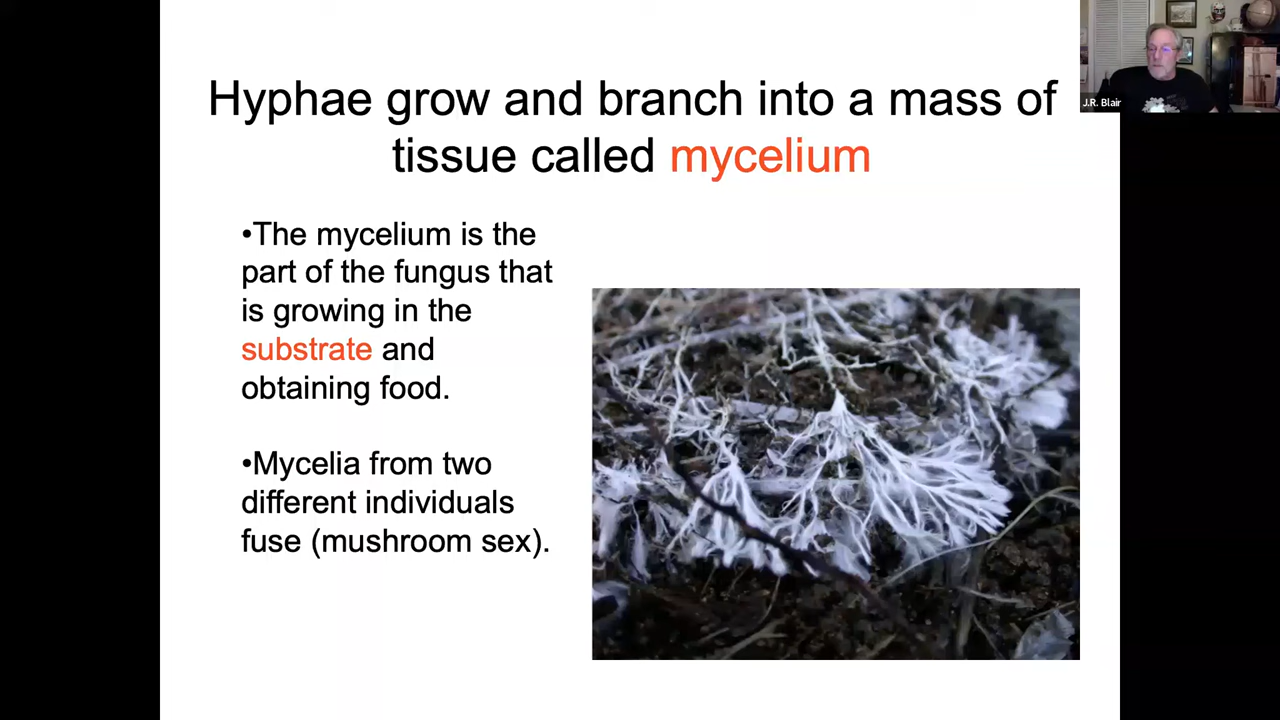 Hyphae grow and branch into a mass of
tissue called mycelium
•The mycelium is the
part of the fungus that
is growing in the
substrate and
obtaining food.
•Mycelia from two
different individuals
fuse (mushroom sex).
J.R. Blair